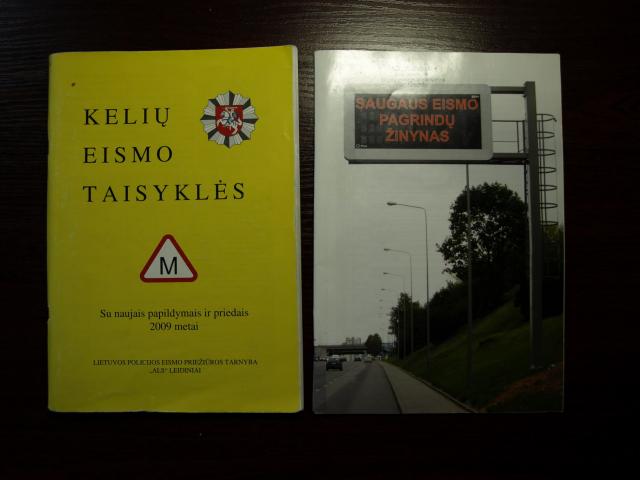 KELIŲ
EISMO
TAISYKLĖS
M
Su naujais papildymais ir priedais
2009 metai
LIETUVOS POLICIJOS EISMO PRIEŽIŪROS TARNYBA
„ALS“ LEIDINIAI
SAUGAUS EISMO
PAGRINDŲ
ŽINYNAS